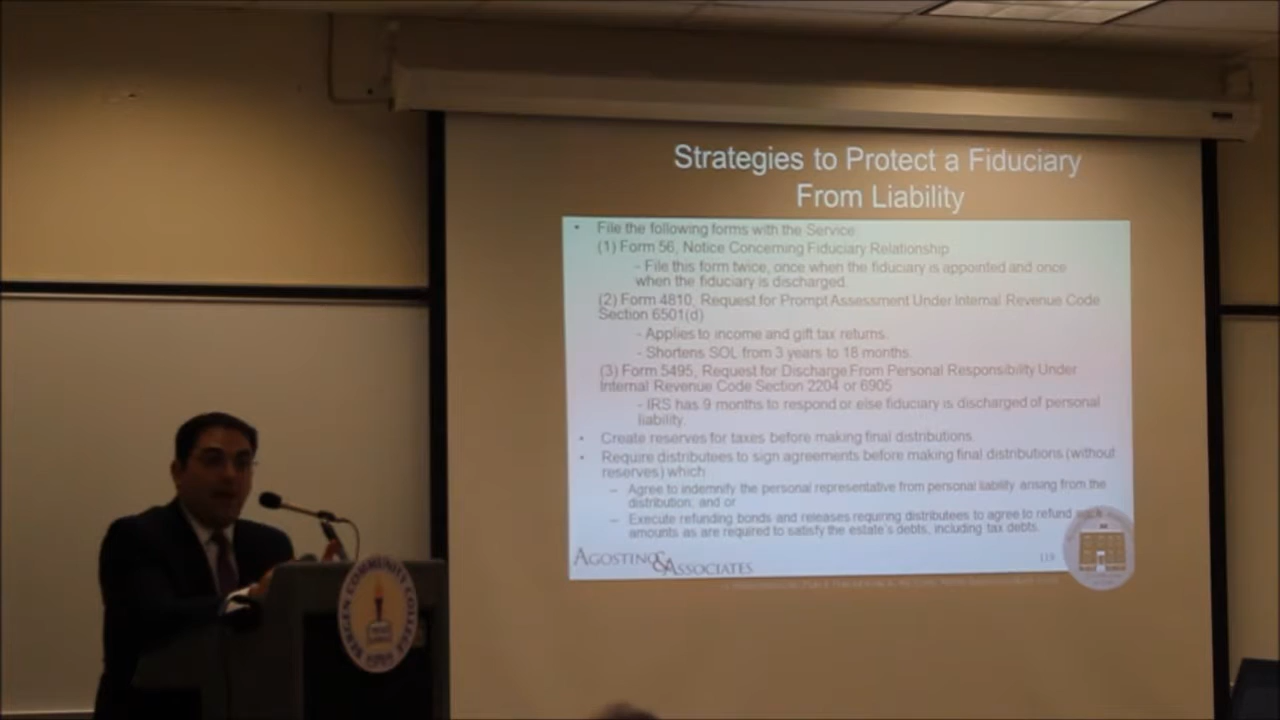 Strategies to Protect a Fiduciary
From Liability
• File the following forms with the Service
(1) Form 56, Notice Concerning Fiduciary Relationship
- File this form twice, once when the fiduciary is appointed and once
when the fiduciary is discharged.
(2) Form 4810, Request for Prompt Assessment Under Internal Revenue Code
Section 6501(d)
- Applies to income and gift tax returns.
- Shortens SOL from 3 years to 18 months.
(3) Form 5495, Request for Discharge From Personal Responsibility Under
Internal Revenue Code Section 2204 or 6905
- IRS has 9 months to respond or else fiduciary is discharged of personal
liability.
• Create reserves for taxes before making final distributions.
• Require distributees to sign agreements before making final distributions (without
reserves) which
– Agree to indemnify the personal representative from personal liability arising from the
distribution; and or
– Execute refunding bonds and releases requiring distributees to agree to refund
amounts as are required to satisfy the estate's debts, including tax debts.
AGOSTINO & ASSOCIATES
119
BERGEN COMMUNITY COLLEGE